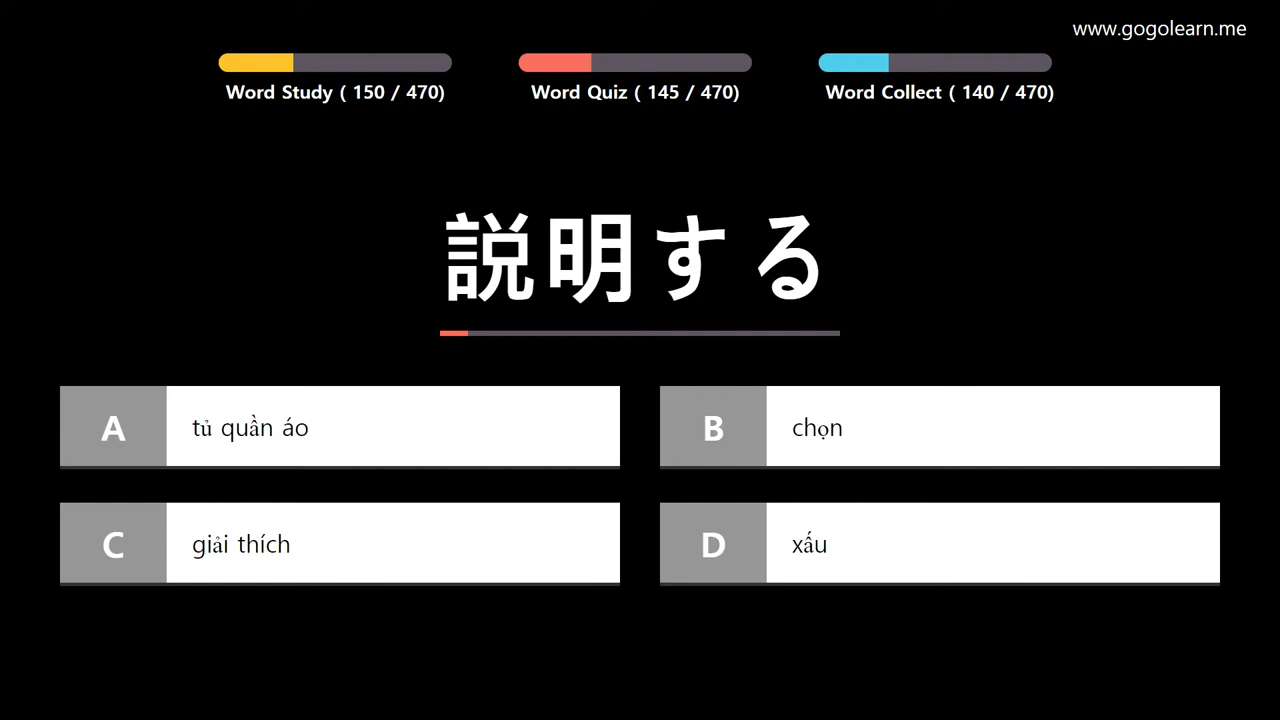 www.gogolearn.me
Word Study ( 150 / 470)
Word Quiz ( 145 / 470)
Word Collect ( 140 / 470)
説明する
A
tủ quần áo
B
chọn
C
giải thích
D
xấu